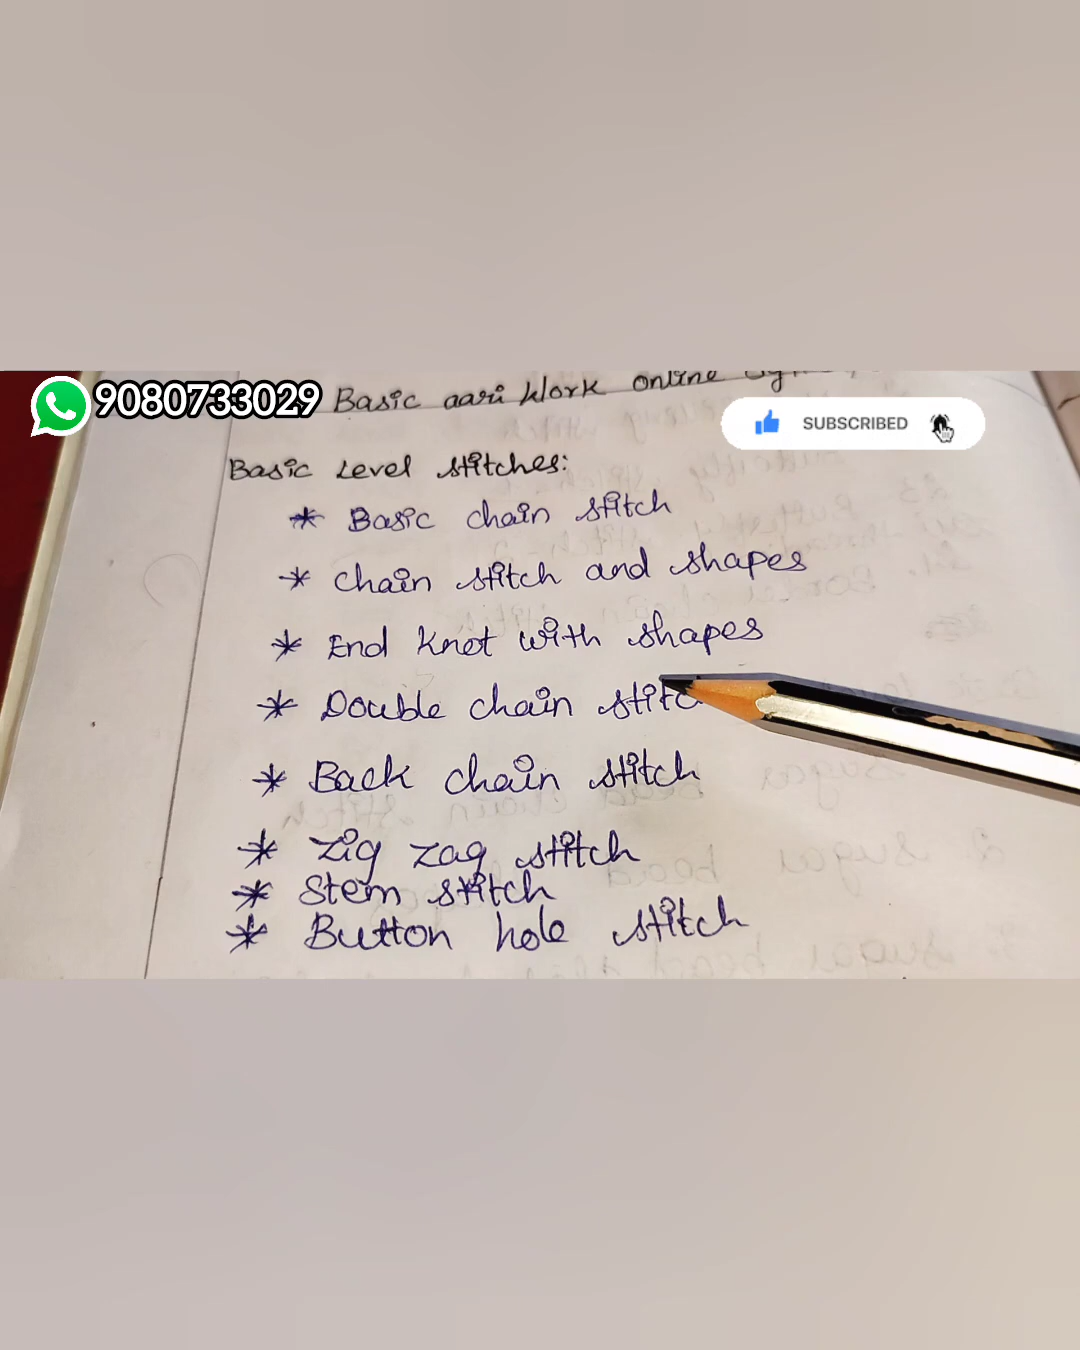 9080733029
Basic aari Work online
SUBSCRIBED
Basic Level stitches:
* Basic chain stitch
* chain stitch and shapes
* End Knot with shapes
* Double chain stitc
* Back chain stitch
* zig zag stitch
* Stem stitch
* Button hole stitch